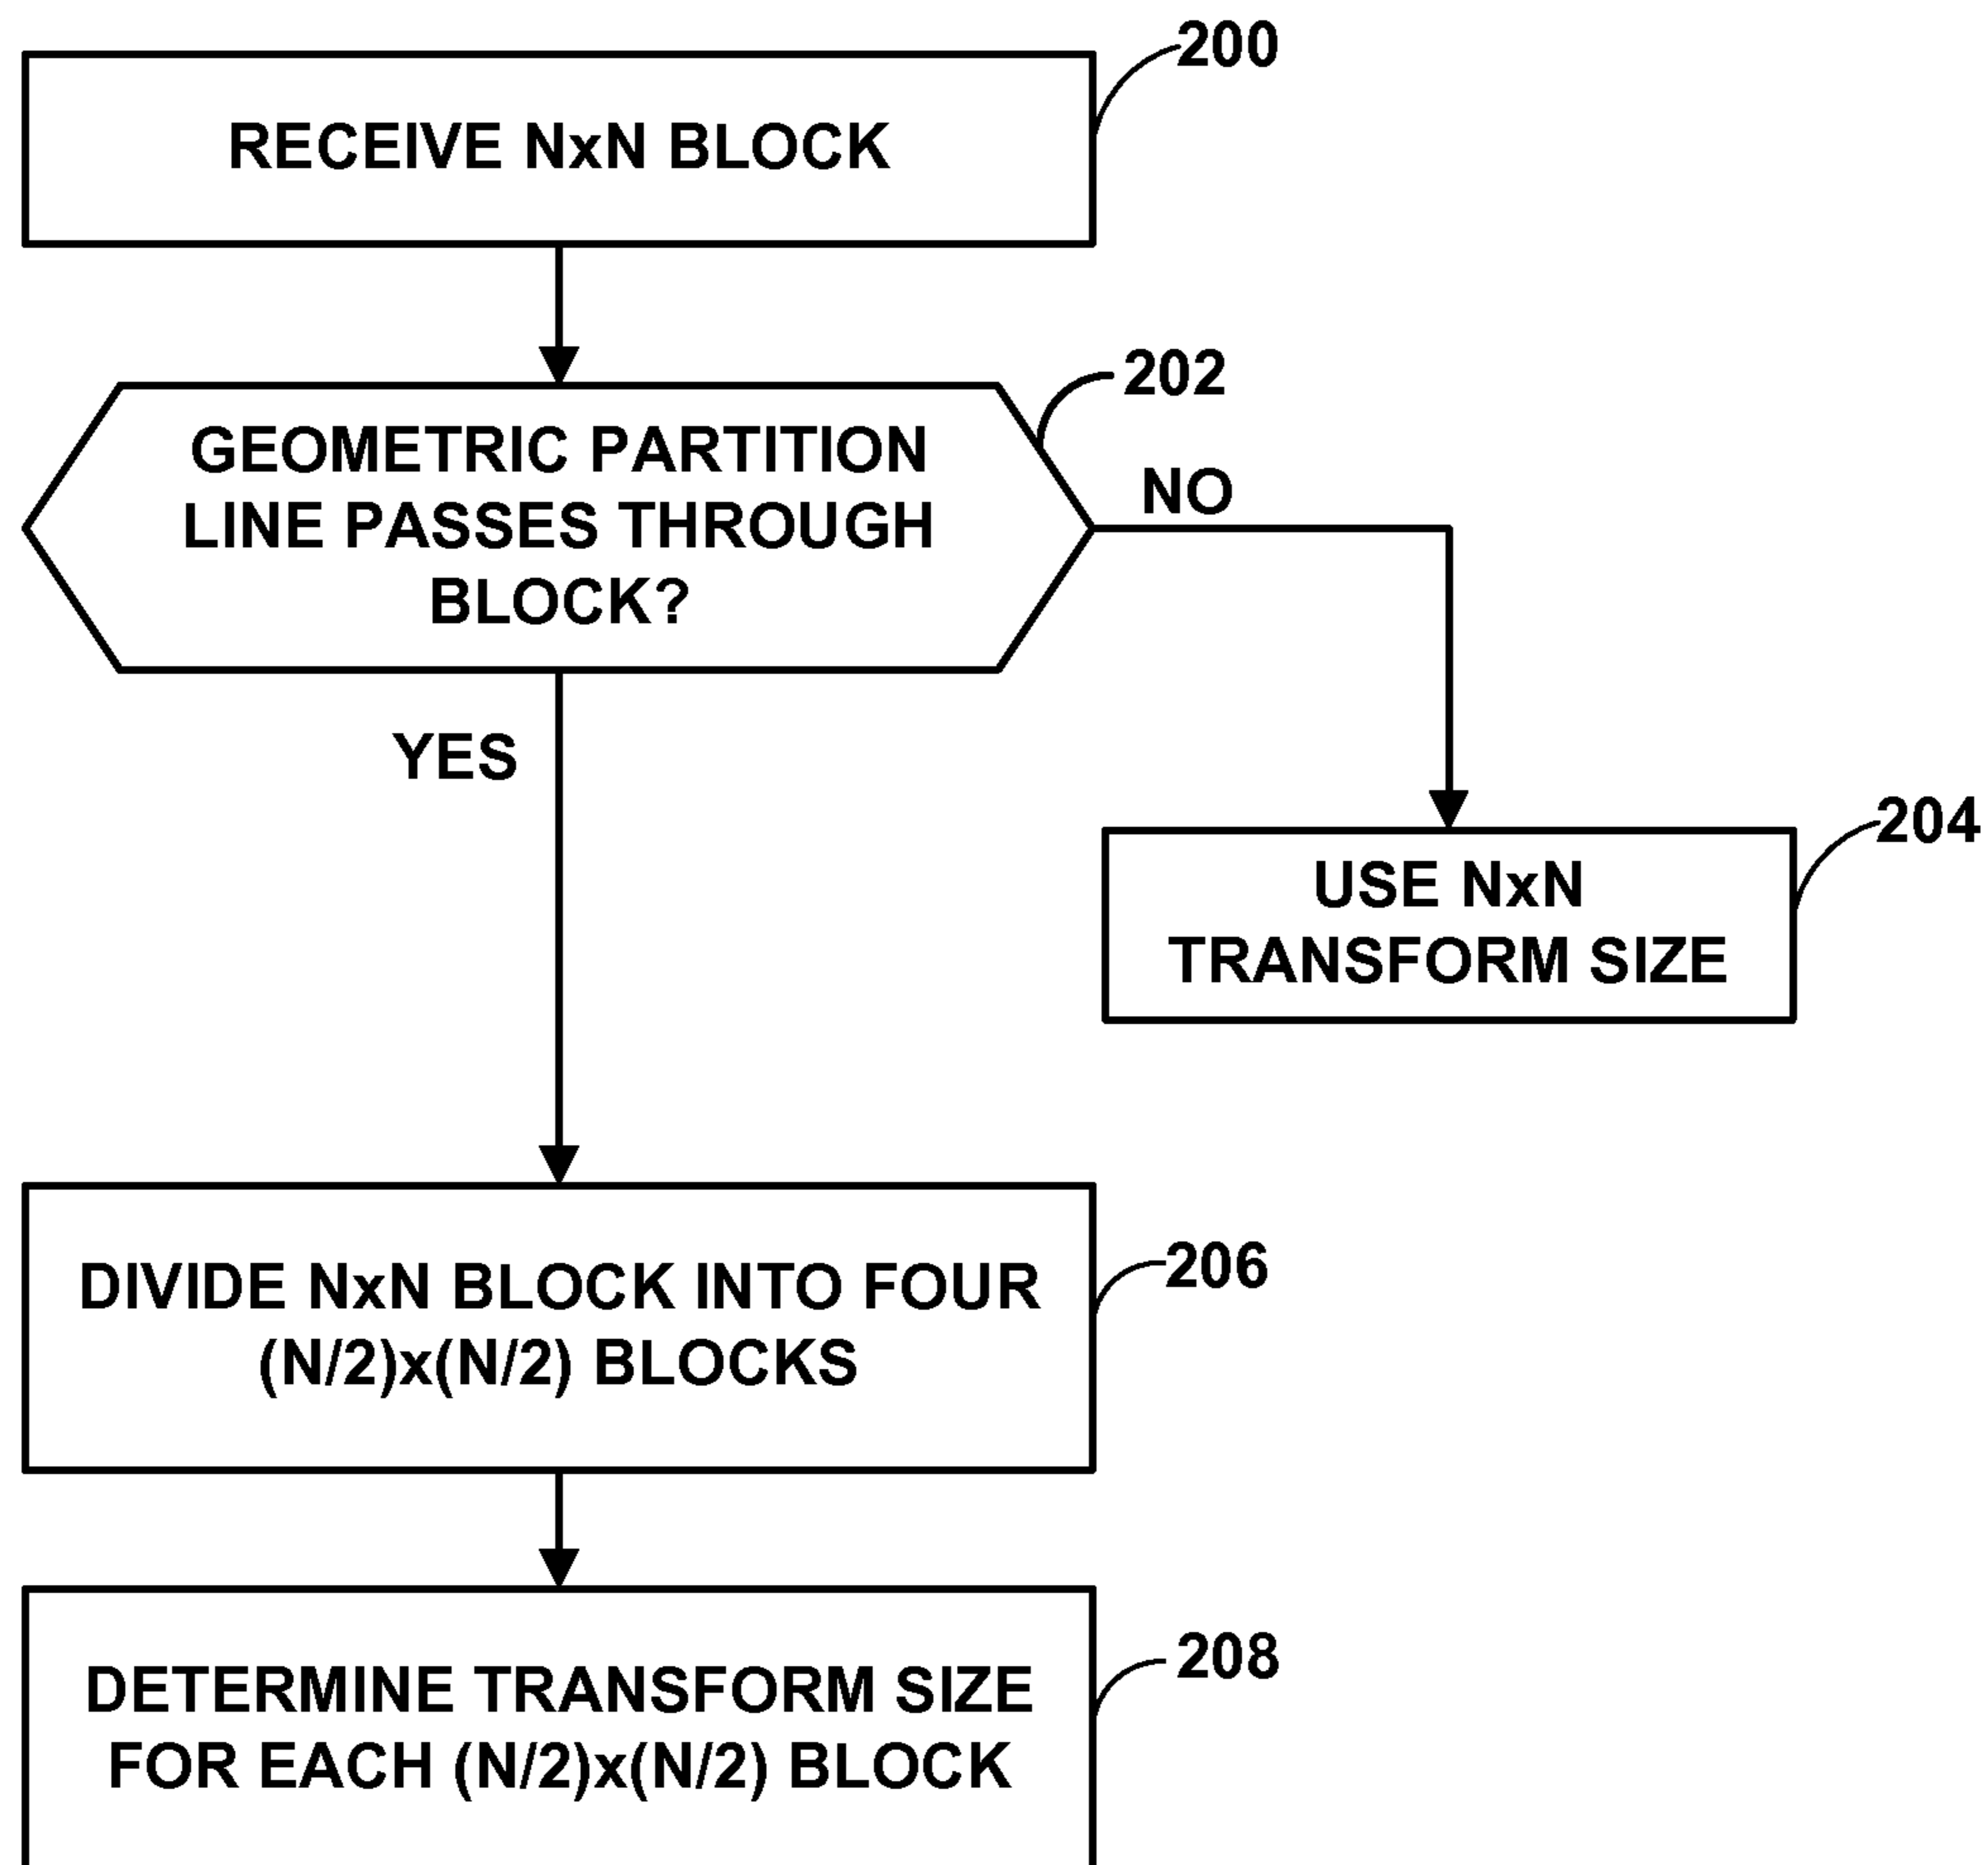 200
RECEIVE NxN BLOCK
202
GEOMETRIC PARTITION
LINE PASSES THROUGH
BLOCK?
NO
YES
204
USE NxN
TRANSFORM SIZE
206
DIVIDE NxN BLOCK INTO FOUR
(N/2)x(N/2) BLOCKS
208
DETERMINE TRANSFORM SIZE
FOR EACH (N/2)x(N/2) BLOCK